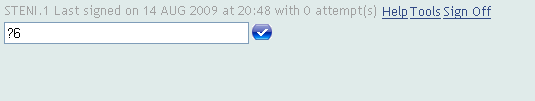 STENI.1 Last signed on 14 AUG 2009 at 20:48 with 0 attempt(s) Help Tools Sign Off
?6